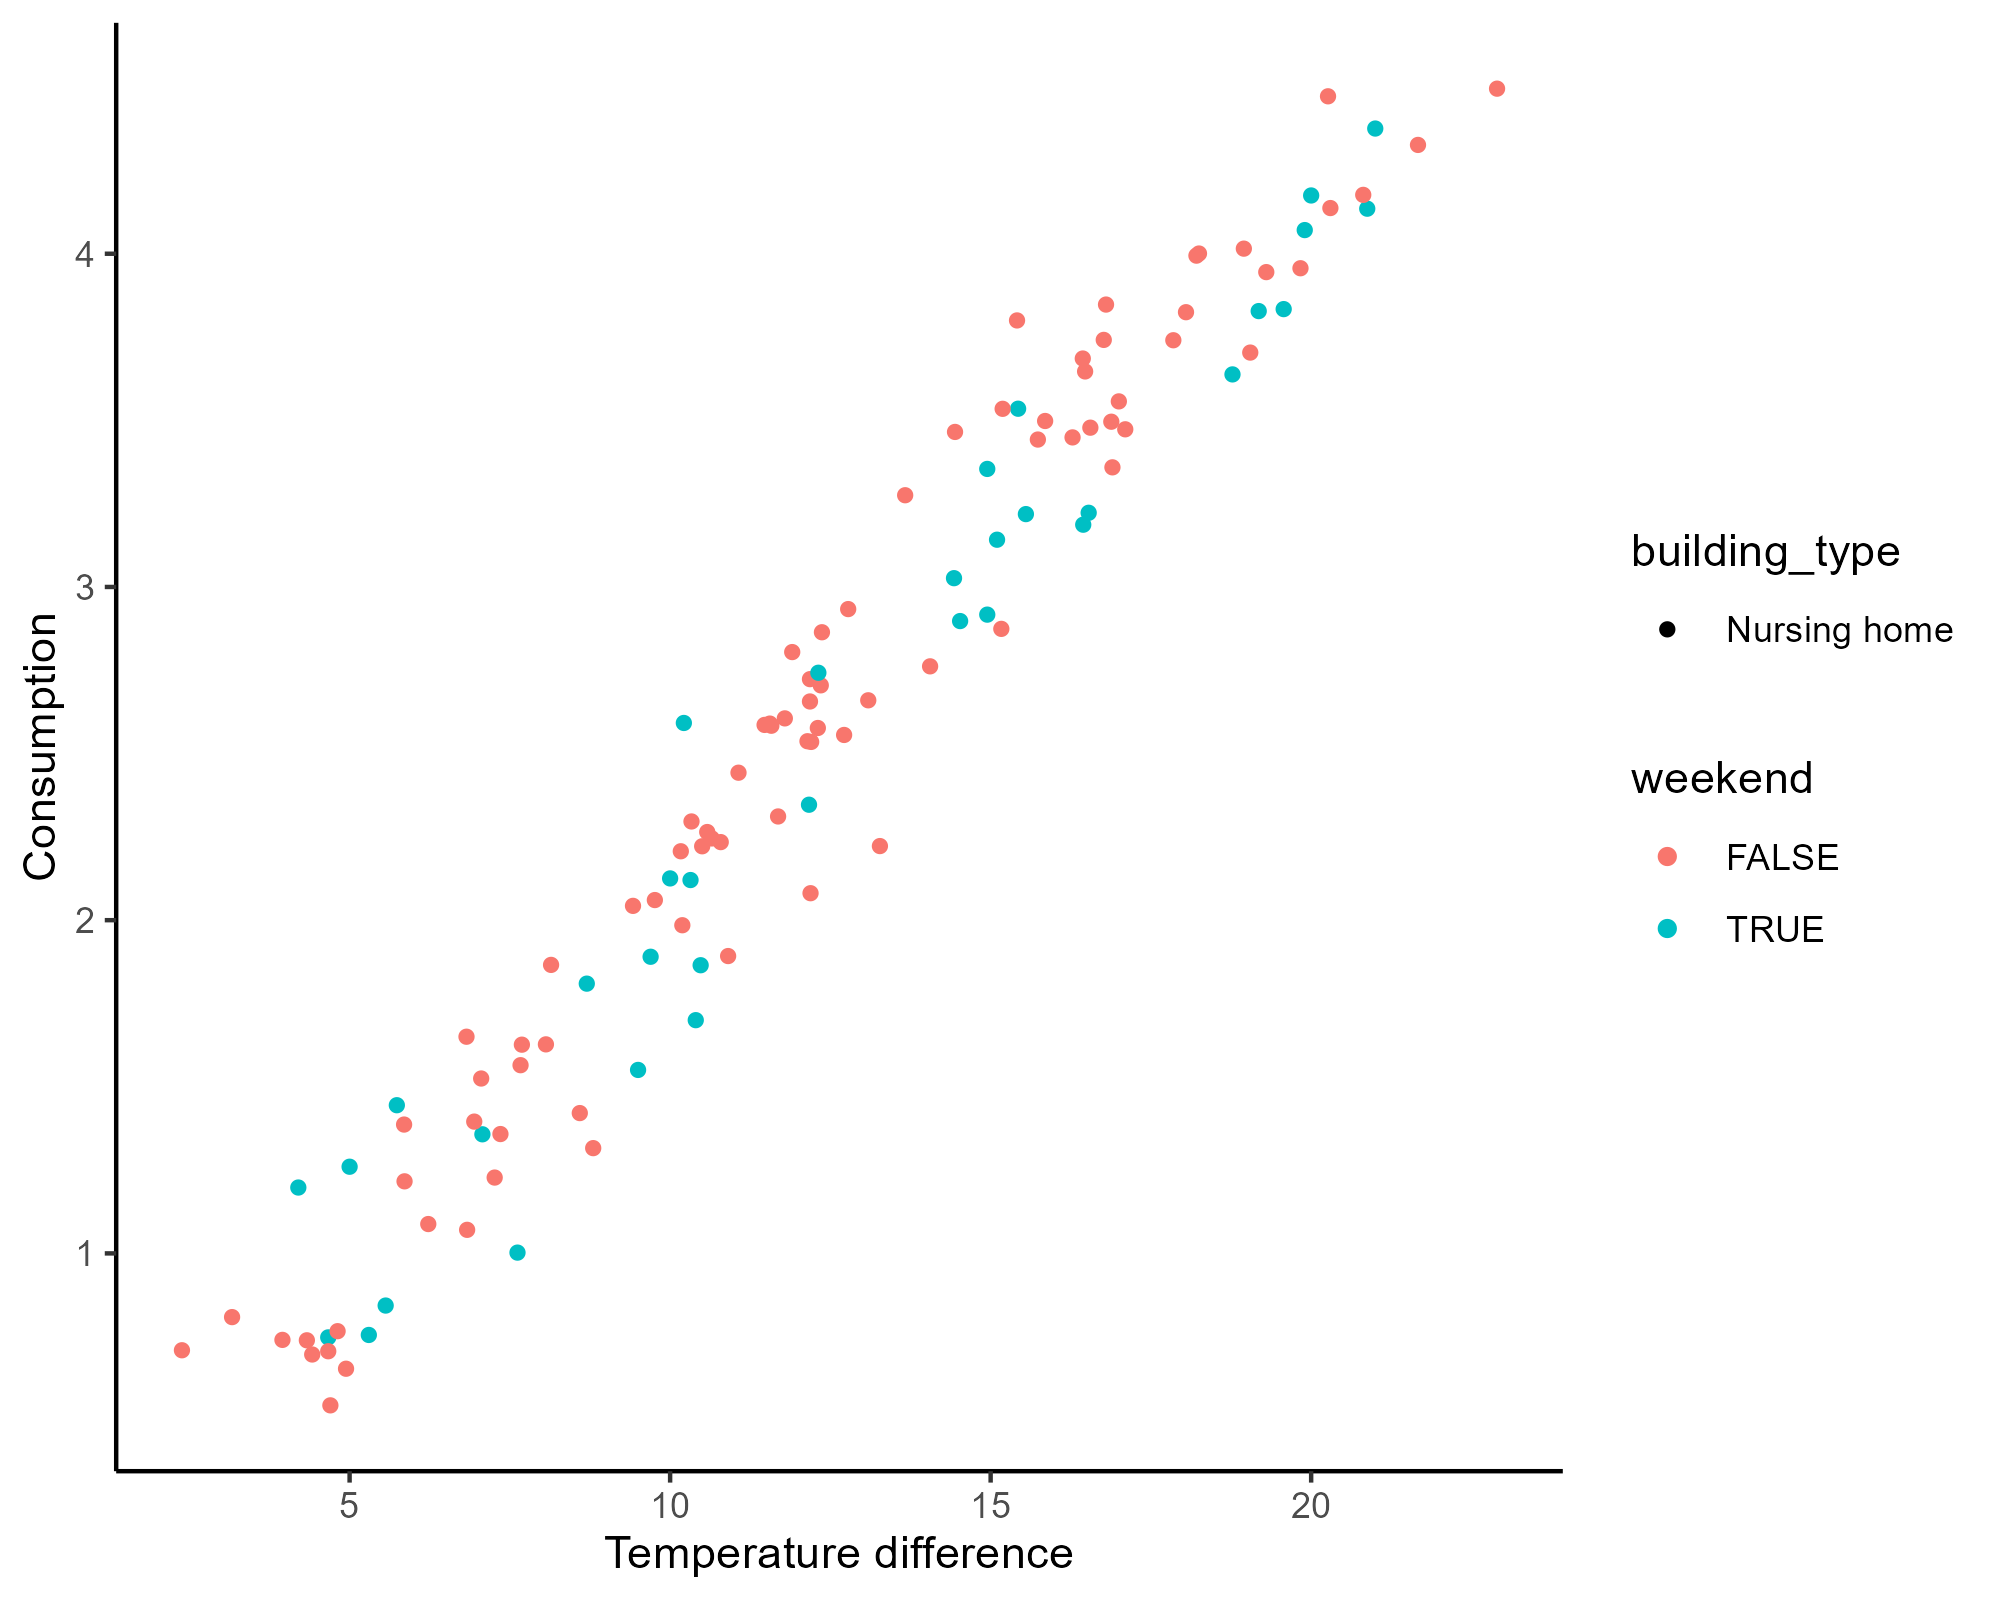 4
3
2
1
Consumption
5 10 15 20
Temperature difference
building_type
Nursing home
weekend
FALSE
TRUE